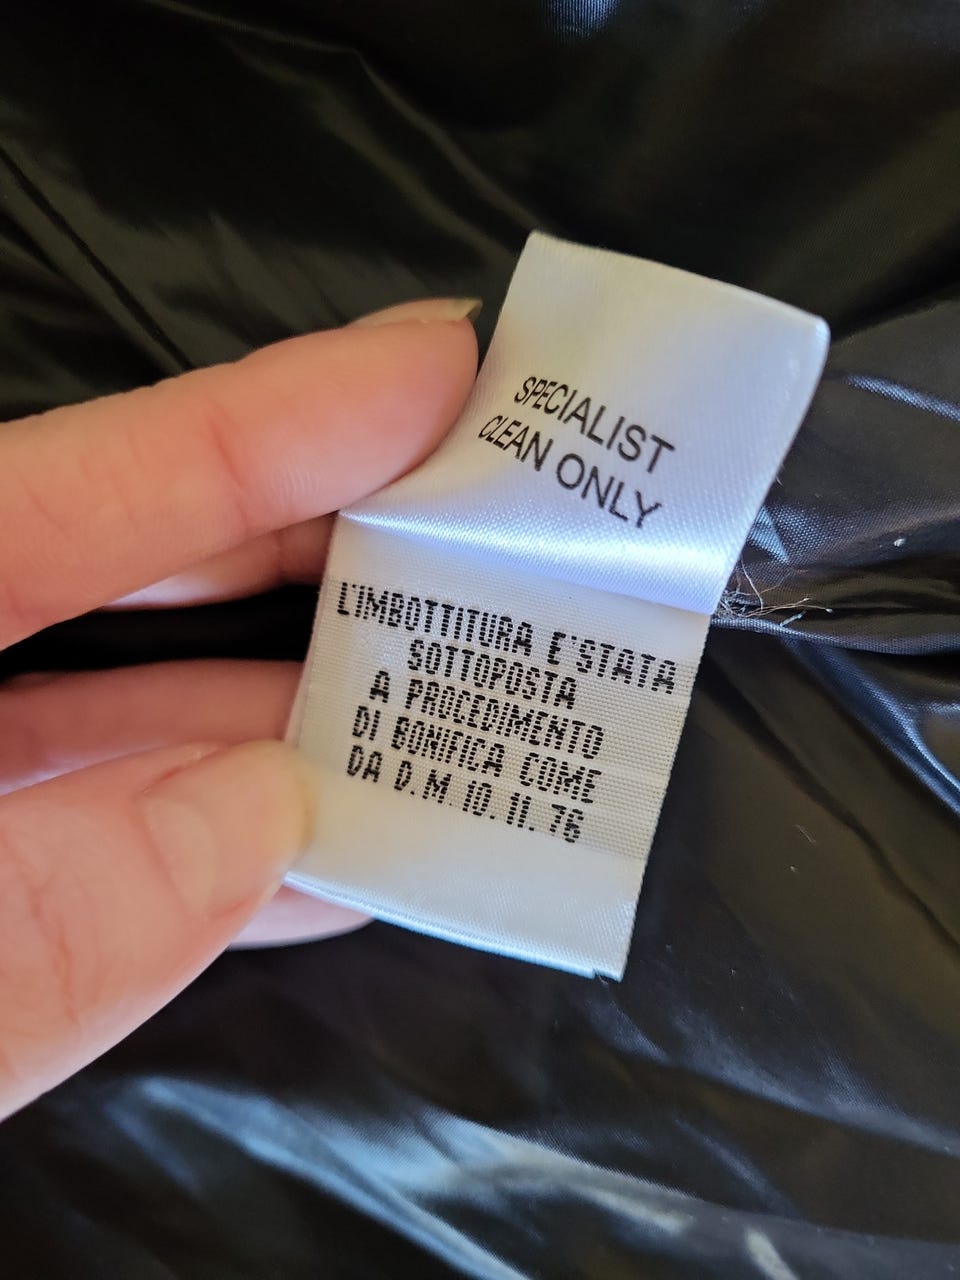 SPECIALIST
CLEAN ONLY
L'IMBOTTITURA E'STATA
SOTTOPOSTA
A PROCEDIMENTO
DI BONIFICA COME
DA D.M. 10. 11. 76